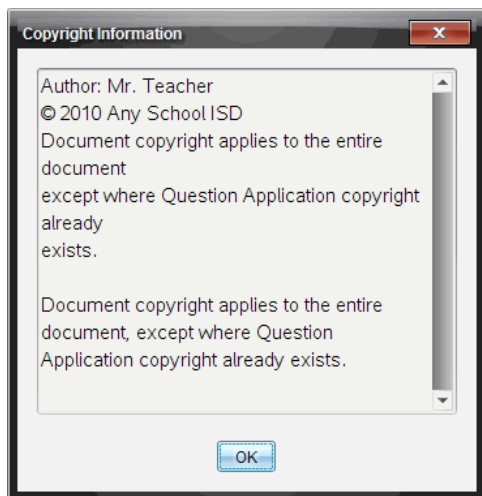 Copyright Information
x
Author: Mr. Teacher
© 2010 Any School ISD
Document copyright applies to the entire
document
except where Question Application copyright
already
exists.
Document copyright applies to the entire
document, except where Question
Application copyright already exists.
OK